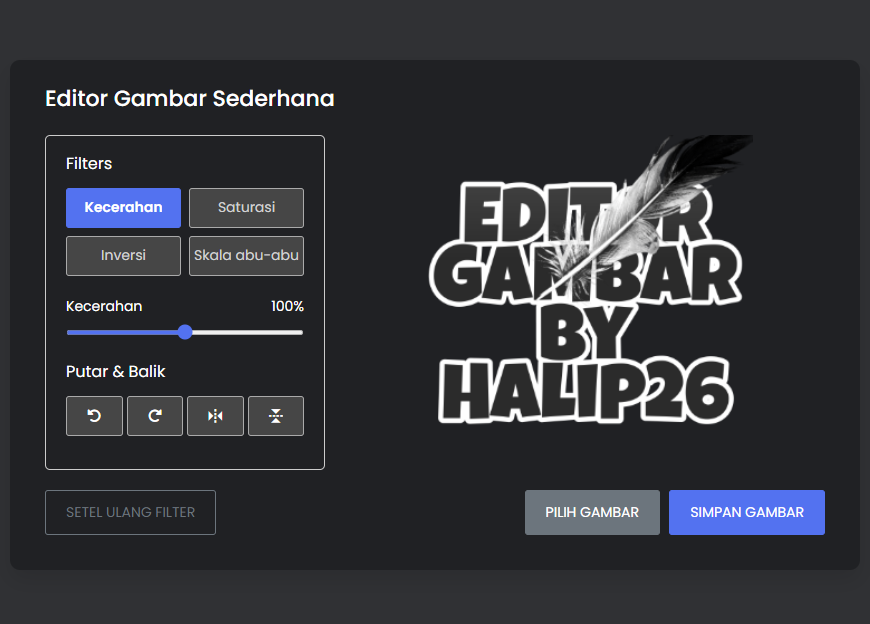 Editor Gambar Sederhana
Filters
Kecerahan
Saturasi
Inversi
Skala abu-abu
Kecerahan
100%
Putar & Balik
EDITOR
GAMBAR
BY
HALIP26
SETEL ULANG FILTER
PILIH GAMBAR
SIMPAN GAMBAR